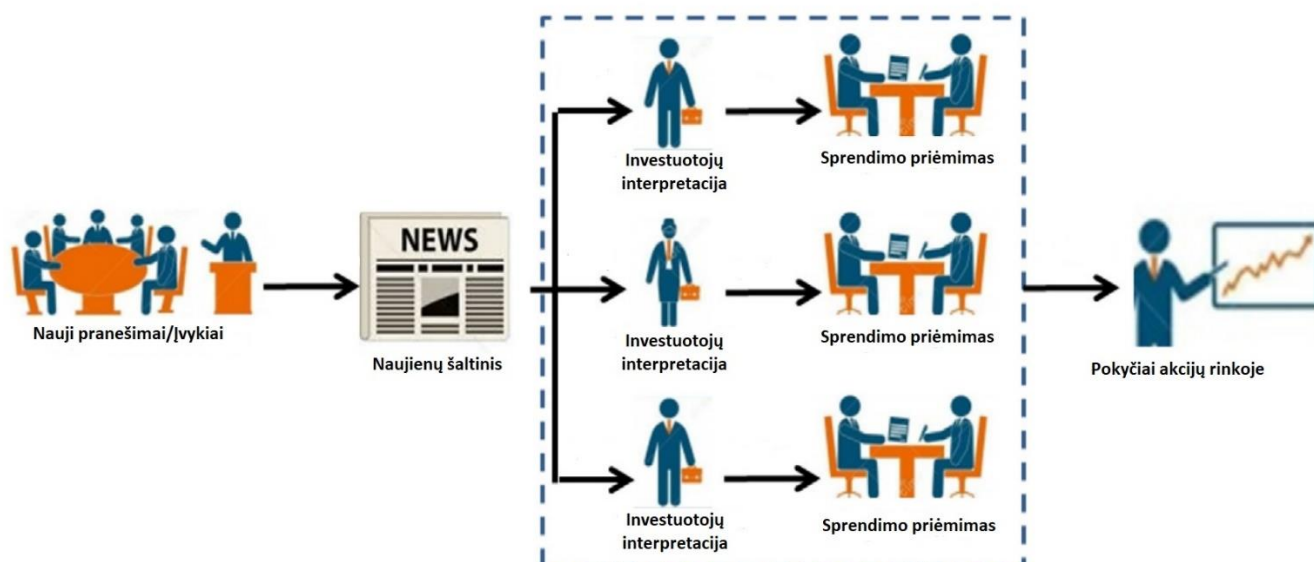 Investuotojų
interpretacija
Sprendimo priėmimas
Nauji pranešimai/Įvykiai
NEWS
Naujienų šaltinis
Investuotojų
interpretacija
Sprendimo priėmimas
Pokyčiai akcijų rinkoje
Investuotojų
interpretacija
Sprendimo priėmimas